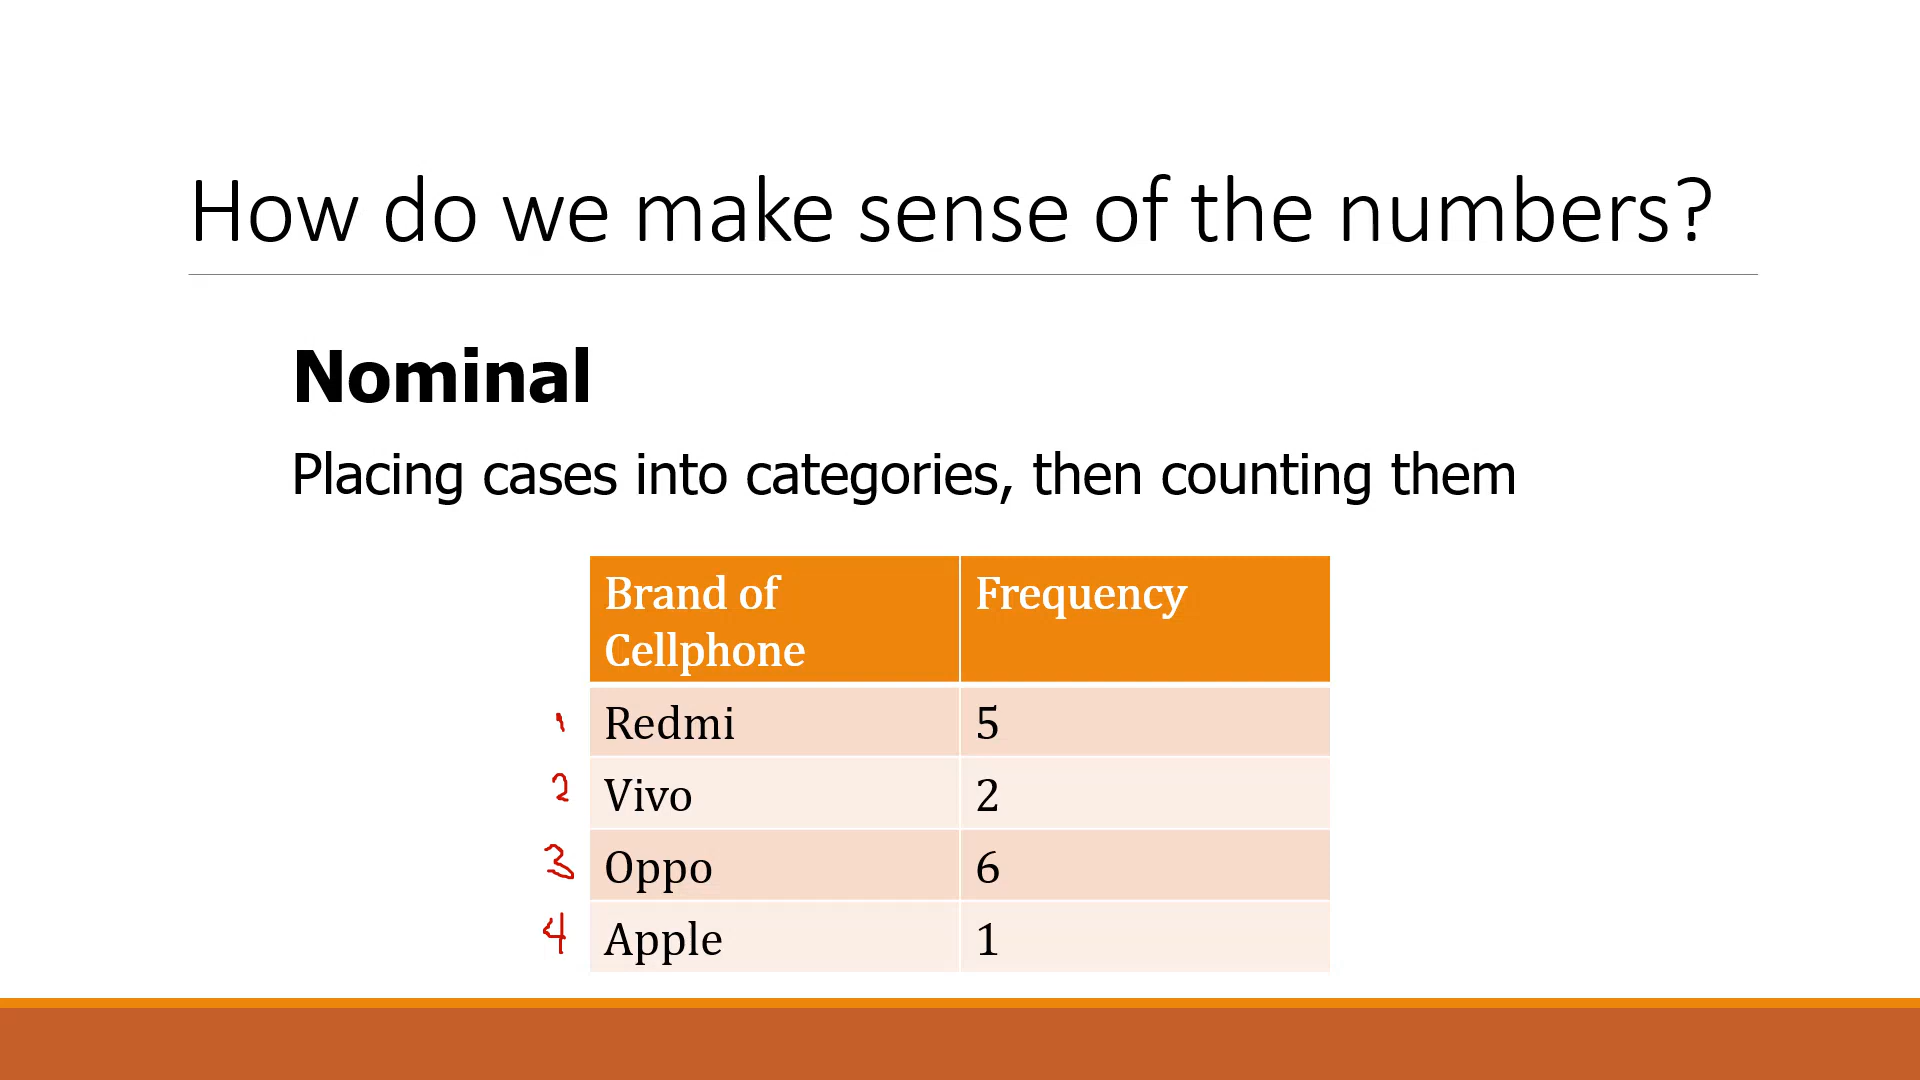 How do we make sense of the numbers?
Nominal
Placing cases into categories, then counting them
Brand of Cellphone Frequency
1 Redmi 5
2 Vivo 2
3 Oppo 6
4 Apple 1